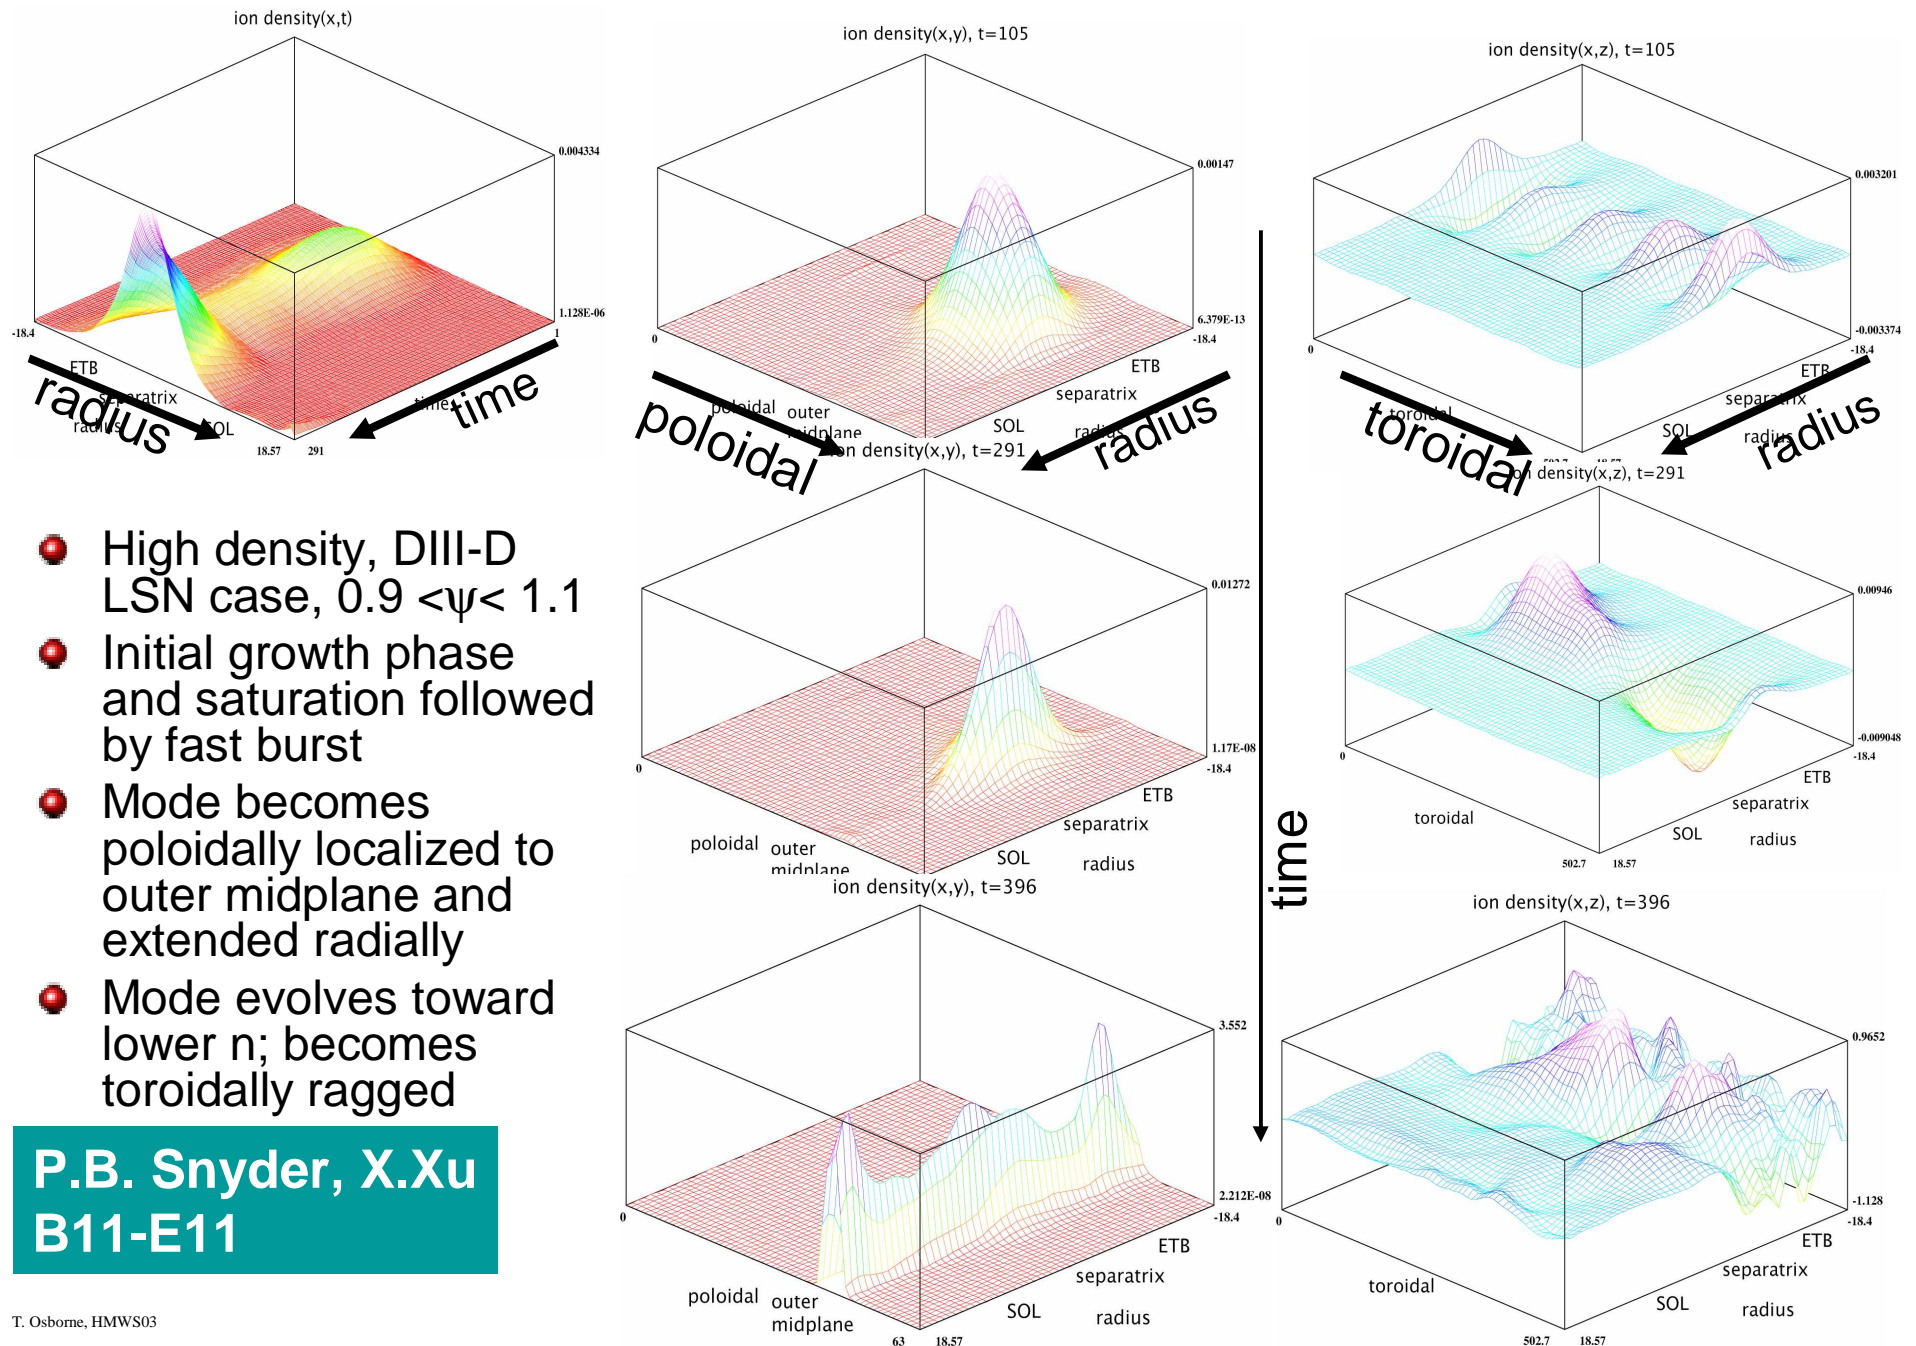 ion density(x,t)
0.004334
1.128E-06
-18.4
1
ETB
separatrix
radius
SOL
time
18.57
291
radius
time
ion density(x,y), t=105
0.00147
6.379E-13
0
-18.4
ETB
separatrix
poloidal
outer
midplane
SOL
radius
poloidal
radius
ion density(x,z), t=105
0.003201
-0.003374
0
-18.4
ETB
separatrix
toroidal
SOL
radius
toroidal
radius
High density, DIII-D
LSN case, 0.9 <ψ< 1.1
Initial growth phase
and saturation followed
by fast burst
Mode becomes
poloidally localized to
outer midplane and
extended radially
Mode evolves toward
lower n; becomes
toroidally ragged
P.B. Snyder, X.Xu
B11-E11
T. Osborne, HMWS03
ion density(x,y), t=291
0.01272
1.17E-08
0
-18.4
ETB
separatrix
poloidal
outer
midplane
SOL
radius
time
ion density(x,z), t=291
0.00946
-0.009048
0
-18.4
ETB
separatrix
toroidal
SOL
radius
502.7
18.57
ion density(x,y), t=396
3.552
2.212E-08
0
-18.4
ETB
separatrix
poloidal
outer
midplane
SOL
radius
63
18.57
ion density(x,z), t=396
0.9652
-1.128
0
-18.4
ETB
separatrix
toroidal
SOL
radius
502.7
18.57